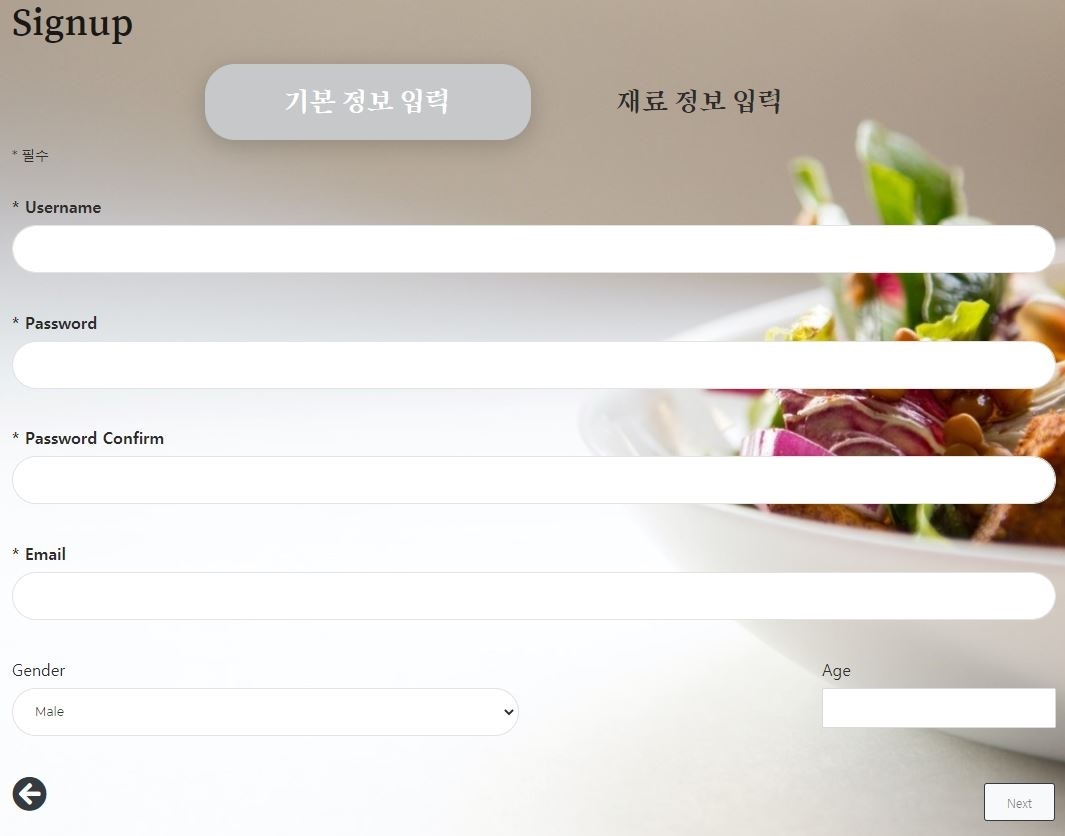 Signup
기본 정보 입력 재료 정보 입력
* 필수
* Username
* Password
* Password Confirm
* Email
Gender Age
Male
Next